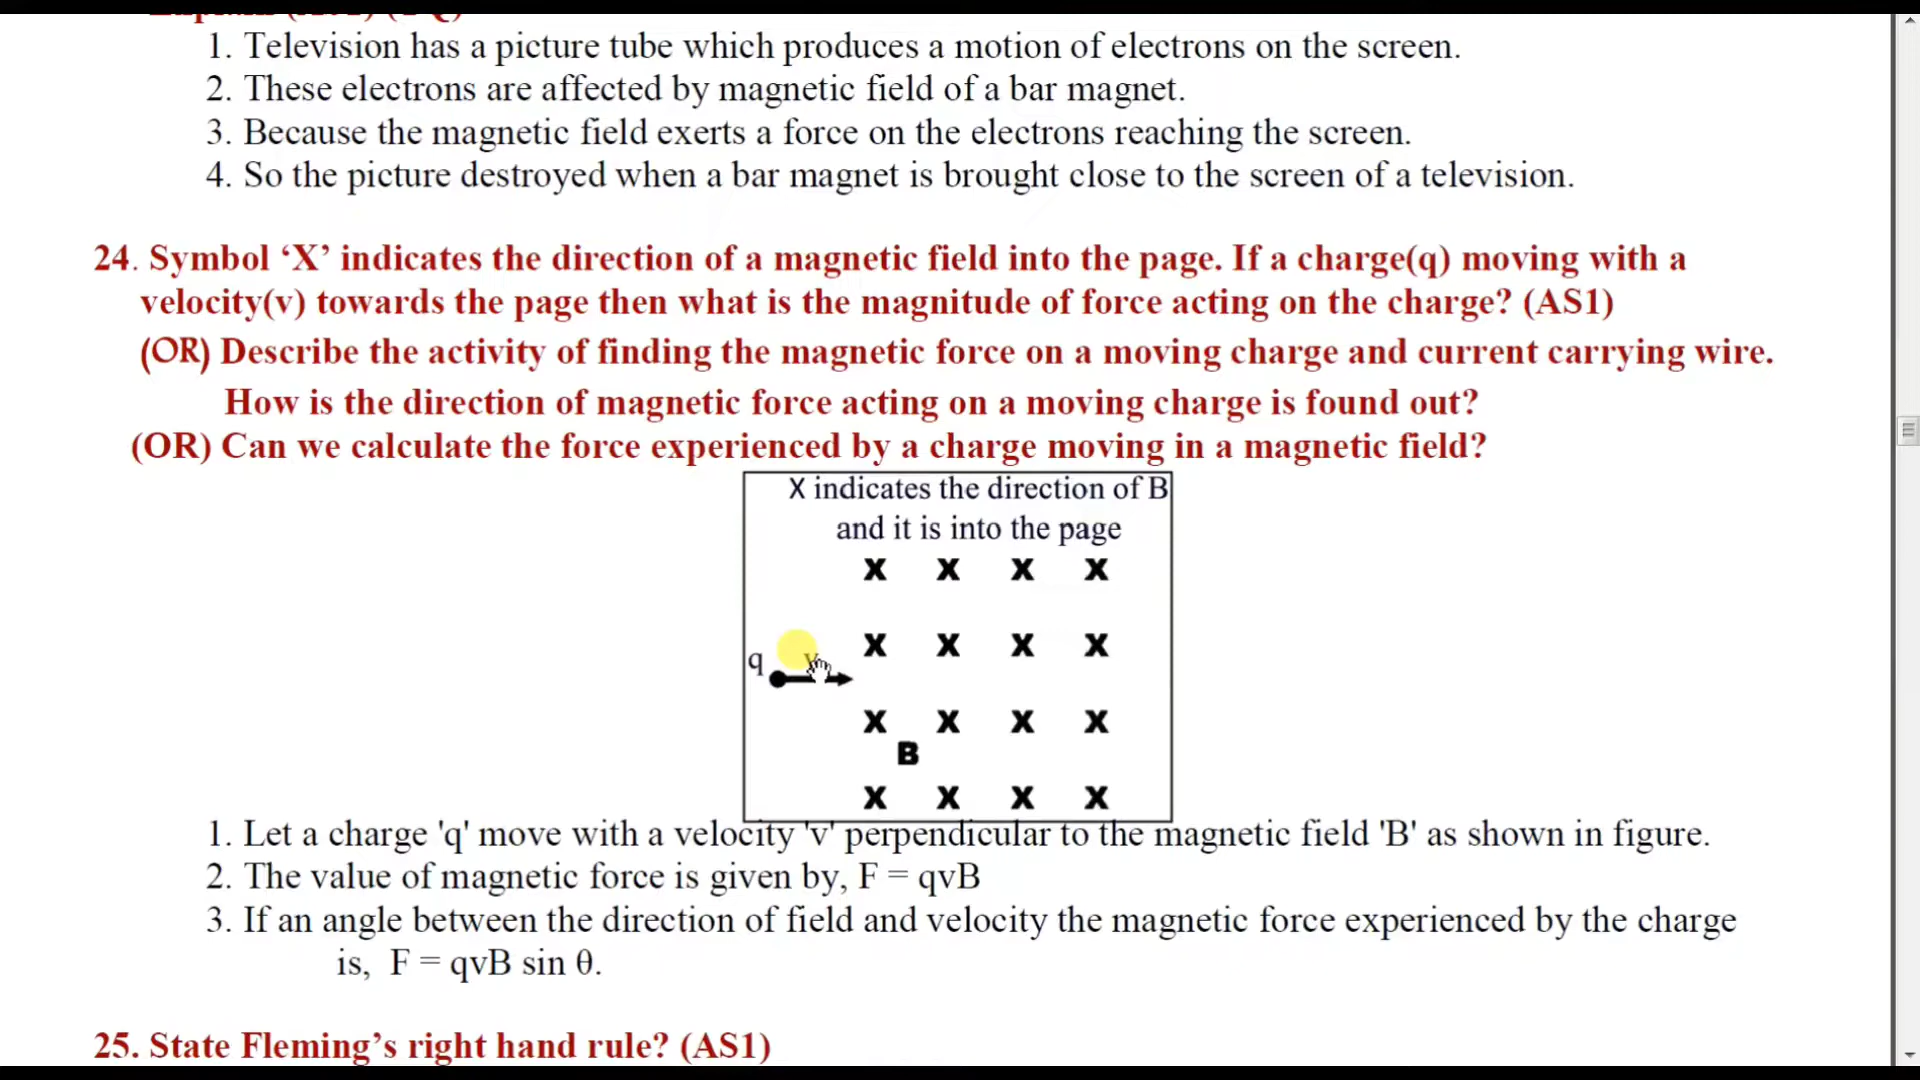 1. Television has a picture tube which produces a motion of electrons on the screen.
2. These electrons are affected by magnetic field of a bar magnet.
3. Because the magnetic field exerts a force on the electrons reaching the screen.
4. So the picture destroyed when a bar magnet is brought close to the screen of a television.
24. Symbol ‘X’ indicates the direction of a magnetic field into the page. If a charge(q) moving with a
velocity(v) towards the page then what is the magnitude of force acting on the charge? (AS1)
(OR) Describe the activity of finding the magnetic force on a moving charge and current carrying wire.
How is the direction of magnetic force acting on a moving charge is found out?
(OR) Can we calculate the force experienced by a charge moving in a magnetic field?
X indicates the direction of B
and it is into the page
X X X X
X X X X
q
X X X X
B
X X X X
1. Let a charge 'q' move with a velocity 'v' perpendicular to the magnetic field 'B' as shown in figure.
2. The value of magnetic force is given by, F = qvB
3. If an angle between the direction of field and velocity the magnetic force experienced by the charge
is, F = qvB sin θ.
25. State Fleming’s right hand rule? (AS1)